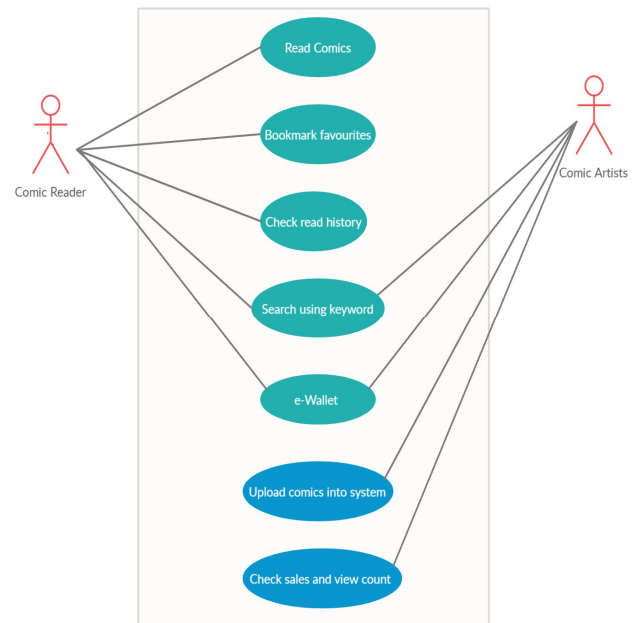 Read Comics
Bookmark favourites
Comic Reader
Comic Artists
Check read history
Search using keyword
e-Wallet
Upload comics into system
Check sales and view count